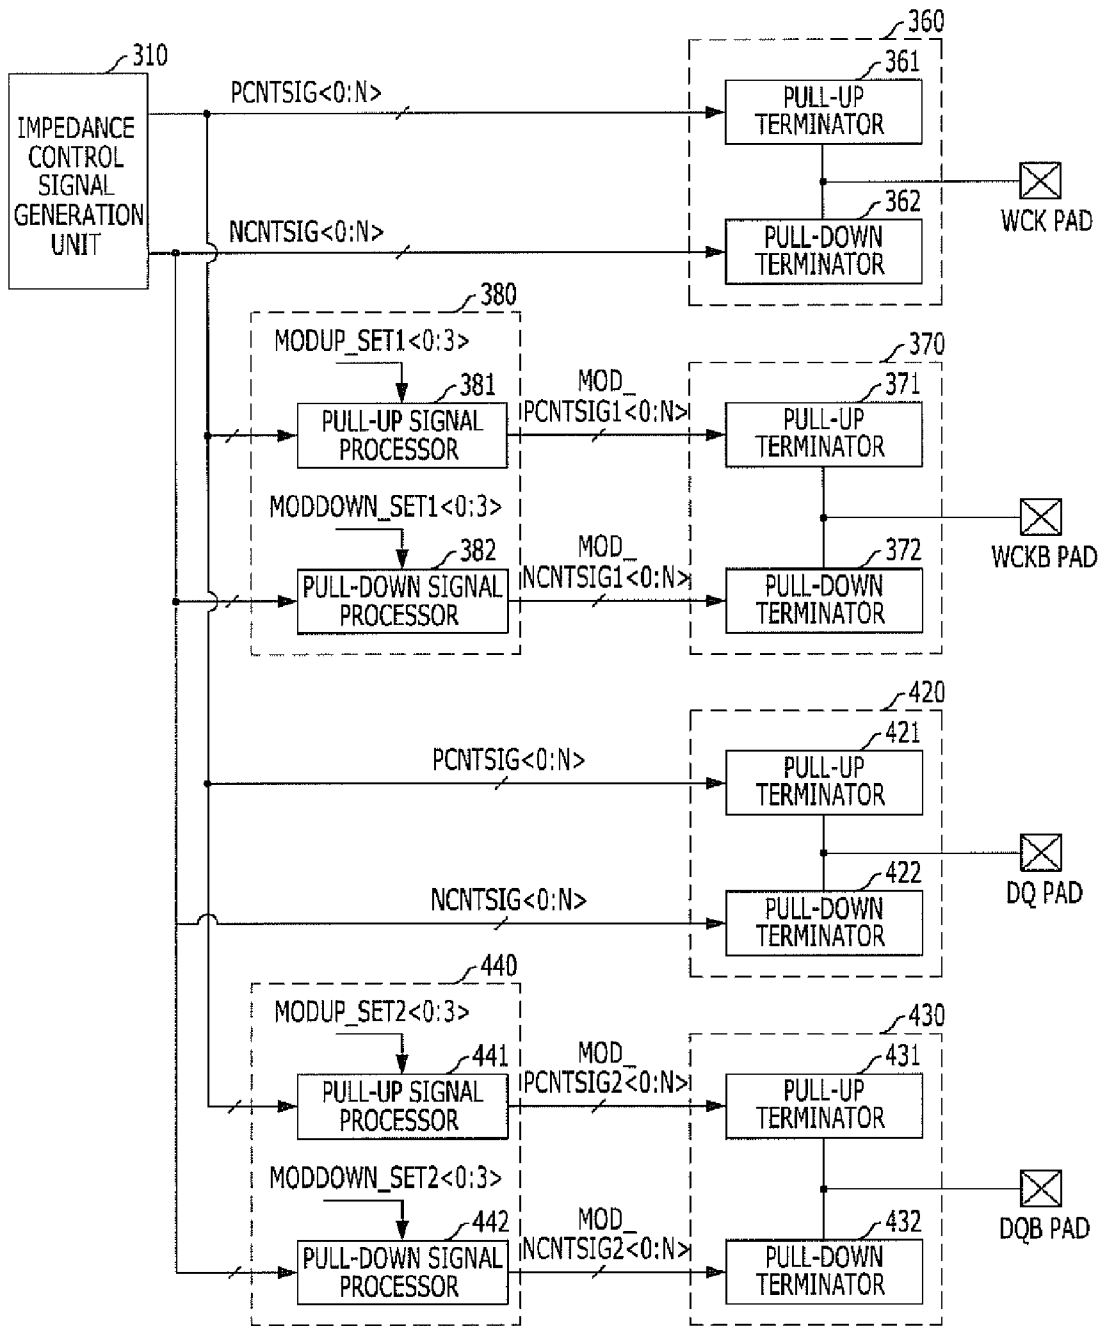 310
IMPEDANCE
CONTROL
SIGNAL
GENERATION
UNIT
PCNTSIG<0:N>
NCNTSIG<0:N>
360
361
PULL-UP
TERMINATOR
362
PULL-DOWN
TERMINATOR
WCK PAD
380
MODUP_SET1<0:3>
381
PULL-UP SIGNAL
PROCESSOR
MODDOWN_SET1<0:3>
382
PULL-DOWN SIGNAL
PROCESSOR
MOD_
PCNTSIG1<0:N>
MOD_
NCNTSIG1<0:N>
370
371
PULL-UP
TERMINATOR
372
PULL-DOWN
TERMINATOR
WCKB PAD
PCNTSIG<0:N>
NCNTSIG<0:N>
420
421
PULL-UP
TERMINATOR
422
PULL-DOWN
TERMINATOR
DQ PAD
440
MODUP_SET2<0:3>
441
PULL-UP SIGNAL
PROCESSOR
MODDOWN_SET2<0:3>
442
PULL-DOWN SIGNAL
PROCESSOR
MOD_
PCNTSIG2<0:N>
MOD_
NCNTSIG2<0:N>
430
431
PULL-UP
TERMINATOR
432
PULL-DOWN
TERMINATOR
DQB PAD